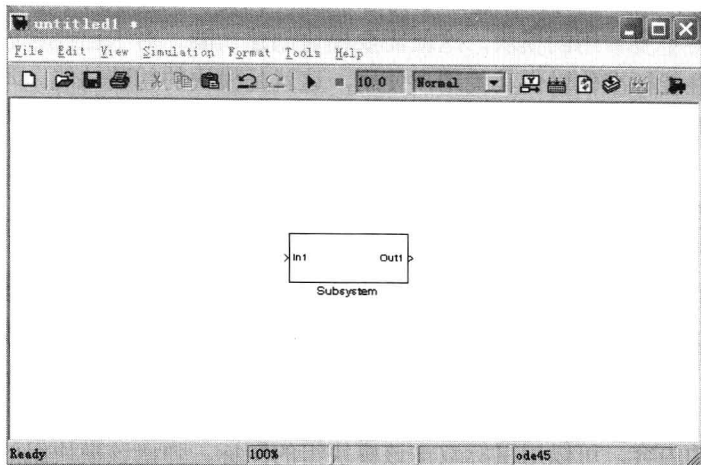 untitled1 *
File Edit View Simulation Format Tools Help
10.0 Normal
In1 Out1
Subsystem
Ready 100% ode45